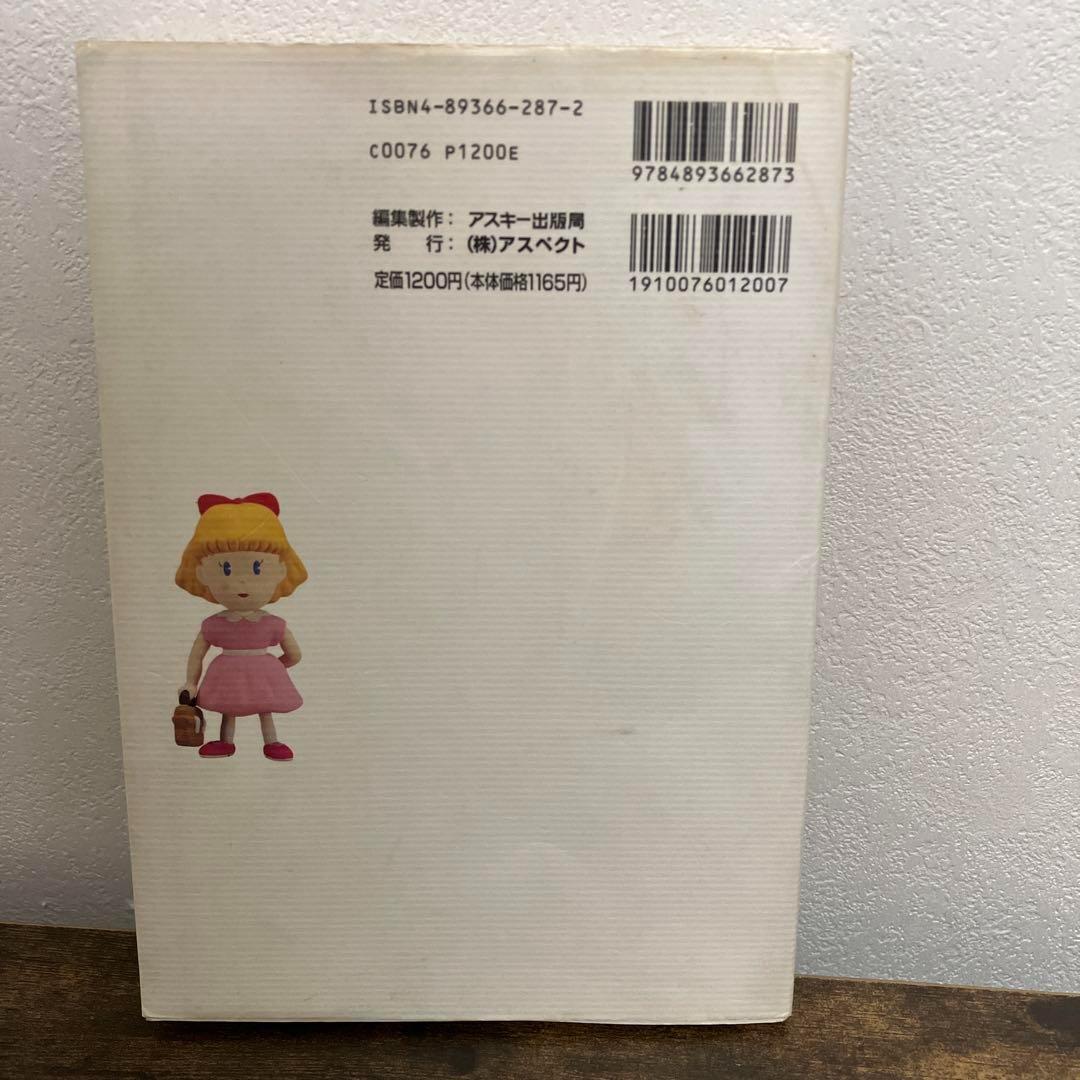 ISBN4-89366-287-2
C0076 P1200E
9784893662873
編集製作： アスキー出版局
発　　行： (株)アスペクト
定価1200円(本体価格1165円)
1910076012007